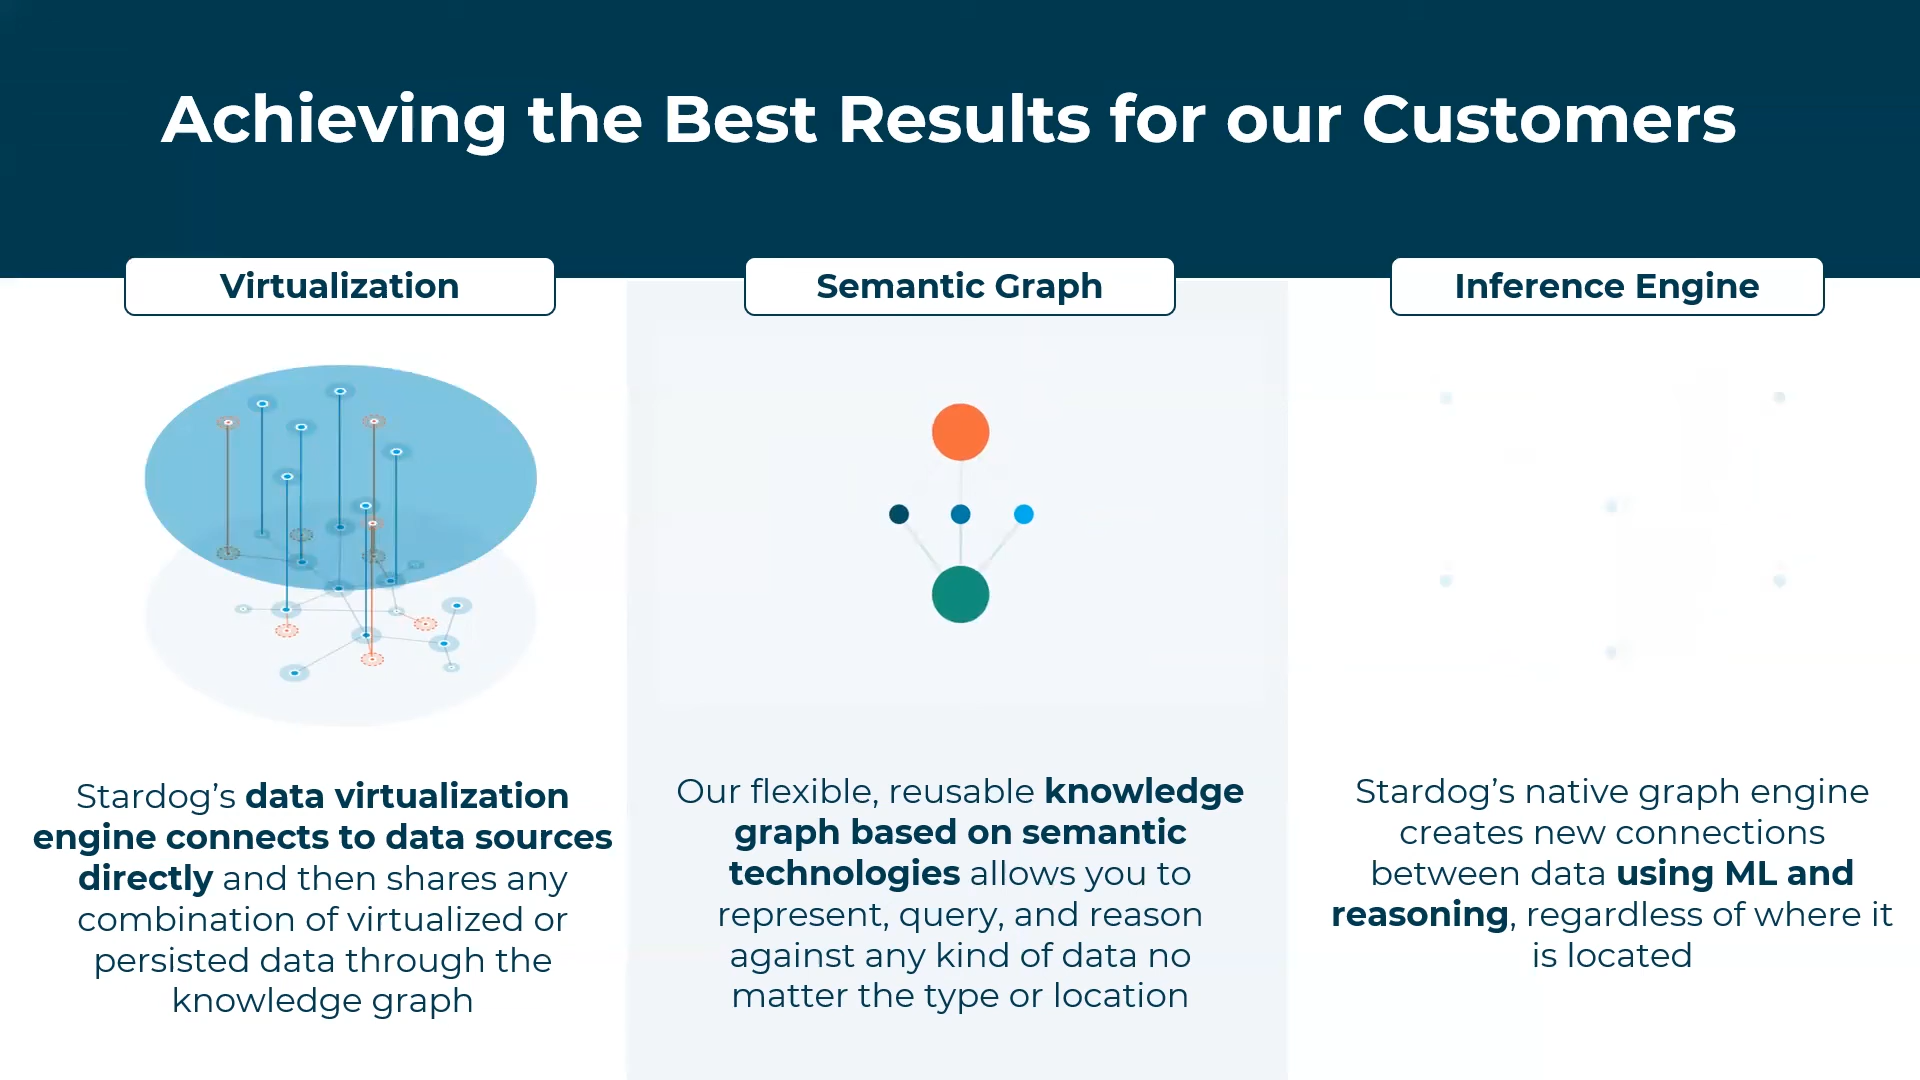 Achieving the Best Results for our Customers
Virtualization
Semantic Graph
Inference Engine
Stardog’s data virtualization
engine connects to data sources
directly and then shares any
combination of virtualized or
persisted data through the
knowledge graph
Our flexible, reusable knowledge
graph based on semantic
technologies allows you to
represent, query, and reason
against any kind of data no
matter the type or location
Stardog’s native graph engine
creates new connections
between data using ML and
reasoning, regardless of where it
is located